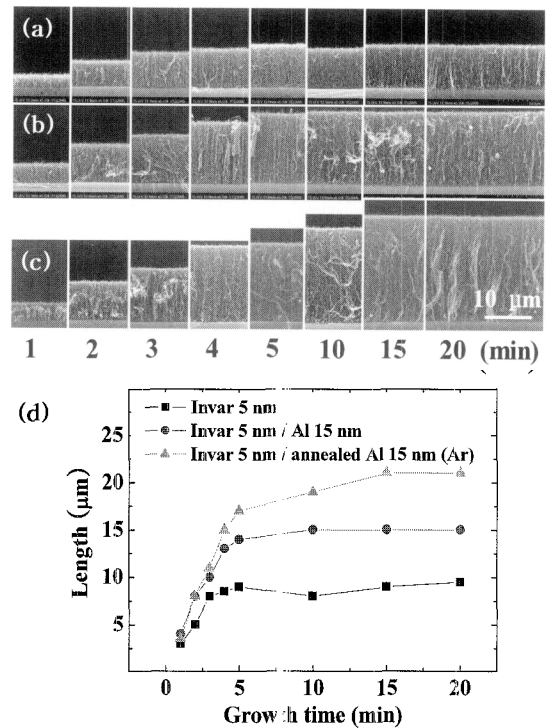 (a)
(b)
(c)
10 μm
1 2 3 4 5 10 15 20 (min)
(d)
Invar 5 nm
Invar 5 nm / Al 15 nm
Invar 5 nm / annealed Al 15 nm (Ar)
Length (μm)
25
20
15
10
5
0 5 10 15 20
Growth time (min)